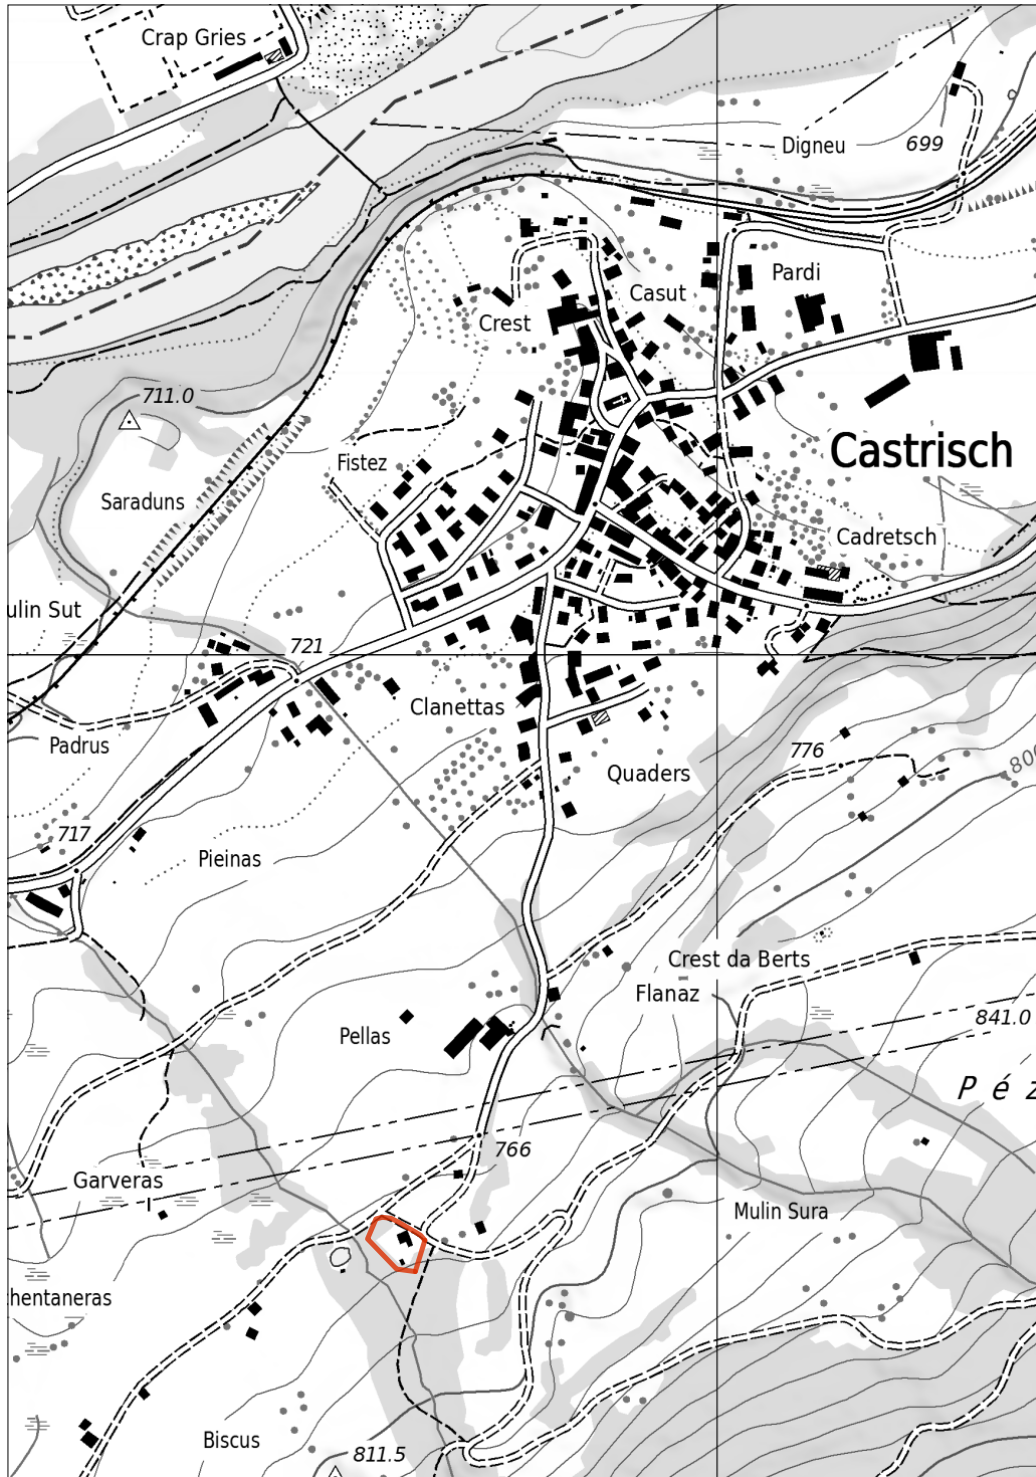 Crap Gries
Digneu
699
Pardi
Casut
Crest
711.0
Castrisch
Fistez
Saraduns
Cadretsch
ulin Sut
721
Clanettas
Padrus
776
Quaders
800
717
Pieinas
Crest da Berts
Flanaz
841.0
Pellas
P é z
766
Garveras
Mulin Sura
hentaneras
Biscus
811.5